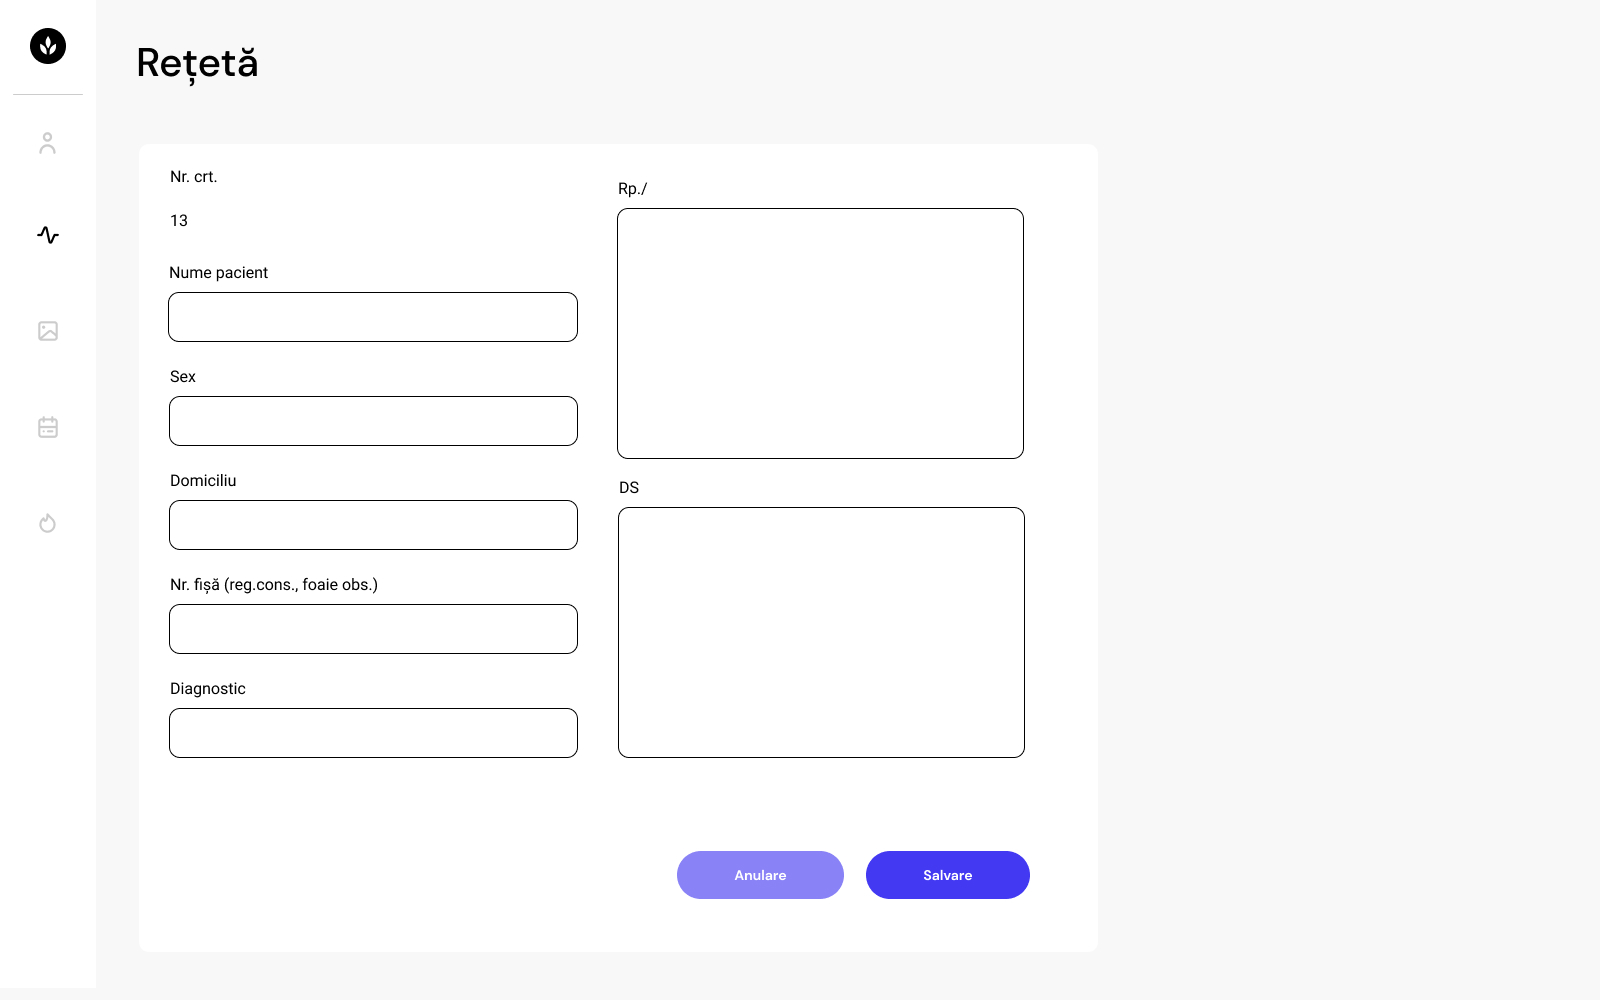 Rețetă
Nr. crt.
13
Nume pacient
Sex
Domiciliu
Nr. fișă (reg.cons., foaie obs.)
Diagnostic
Rp./
DS
Anulare
Salvare